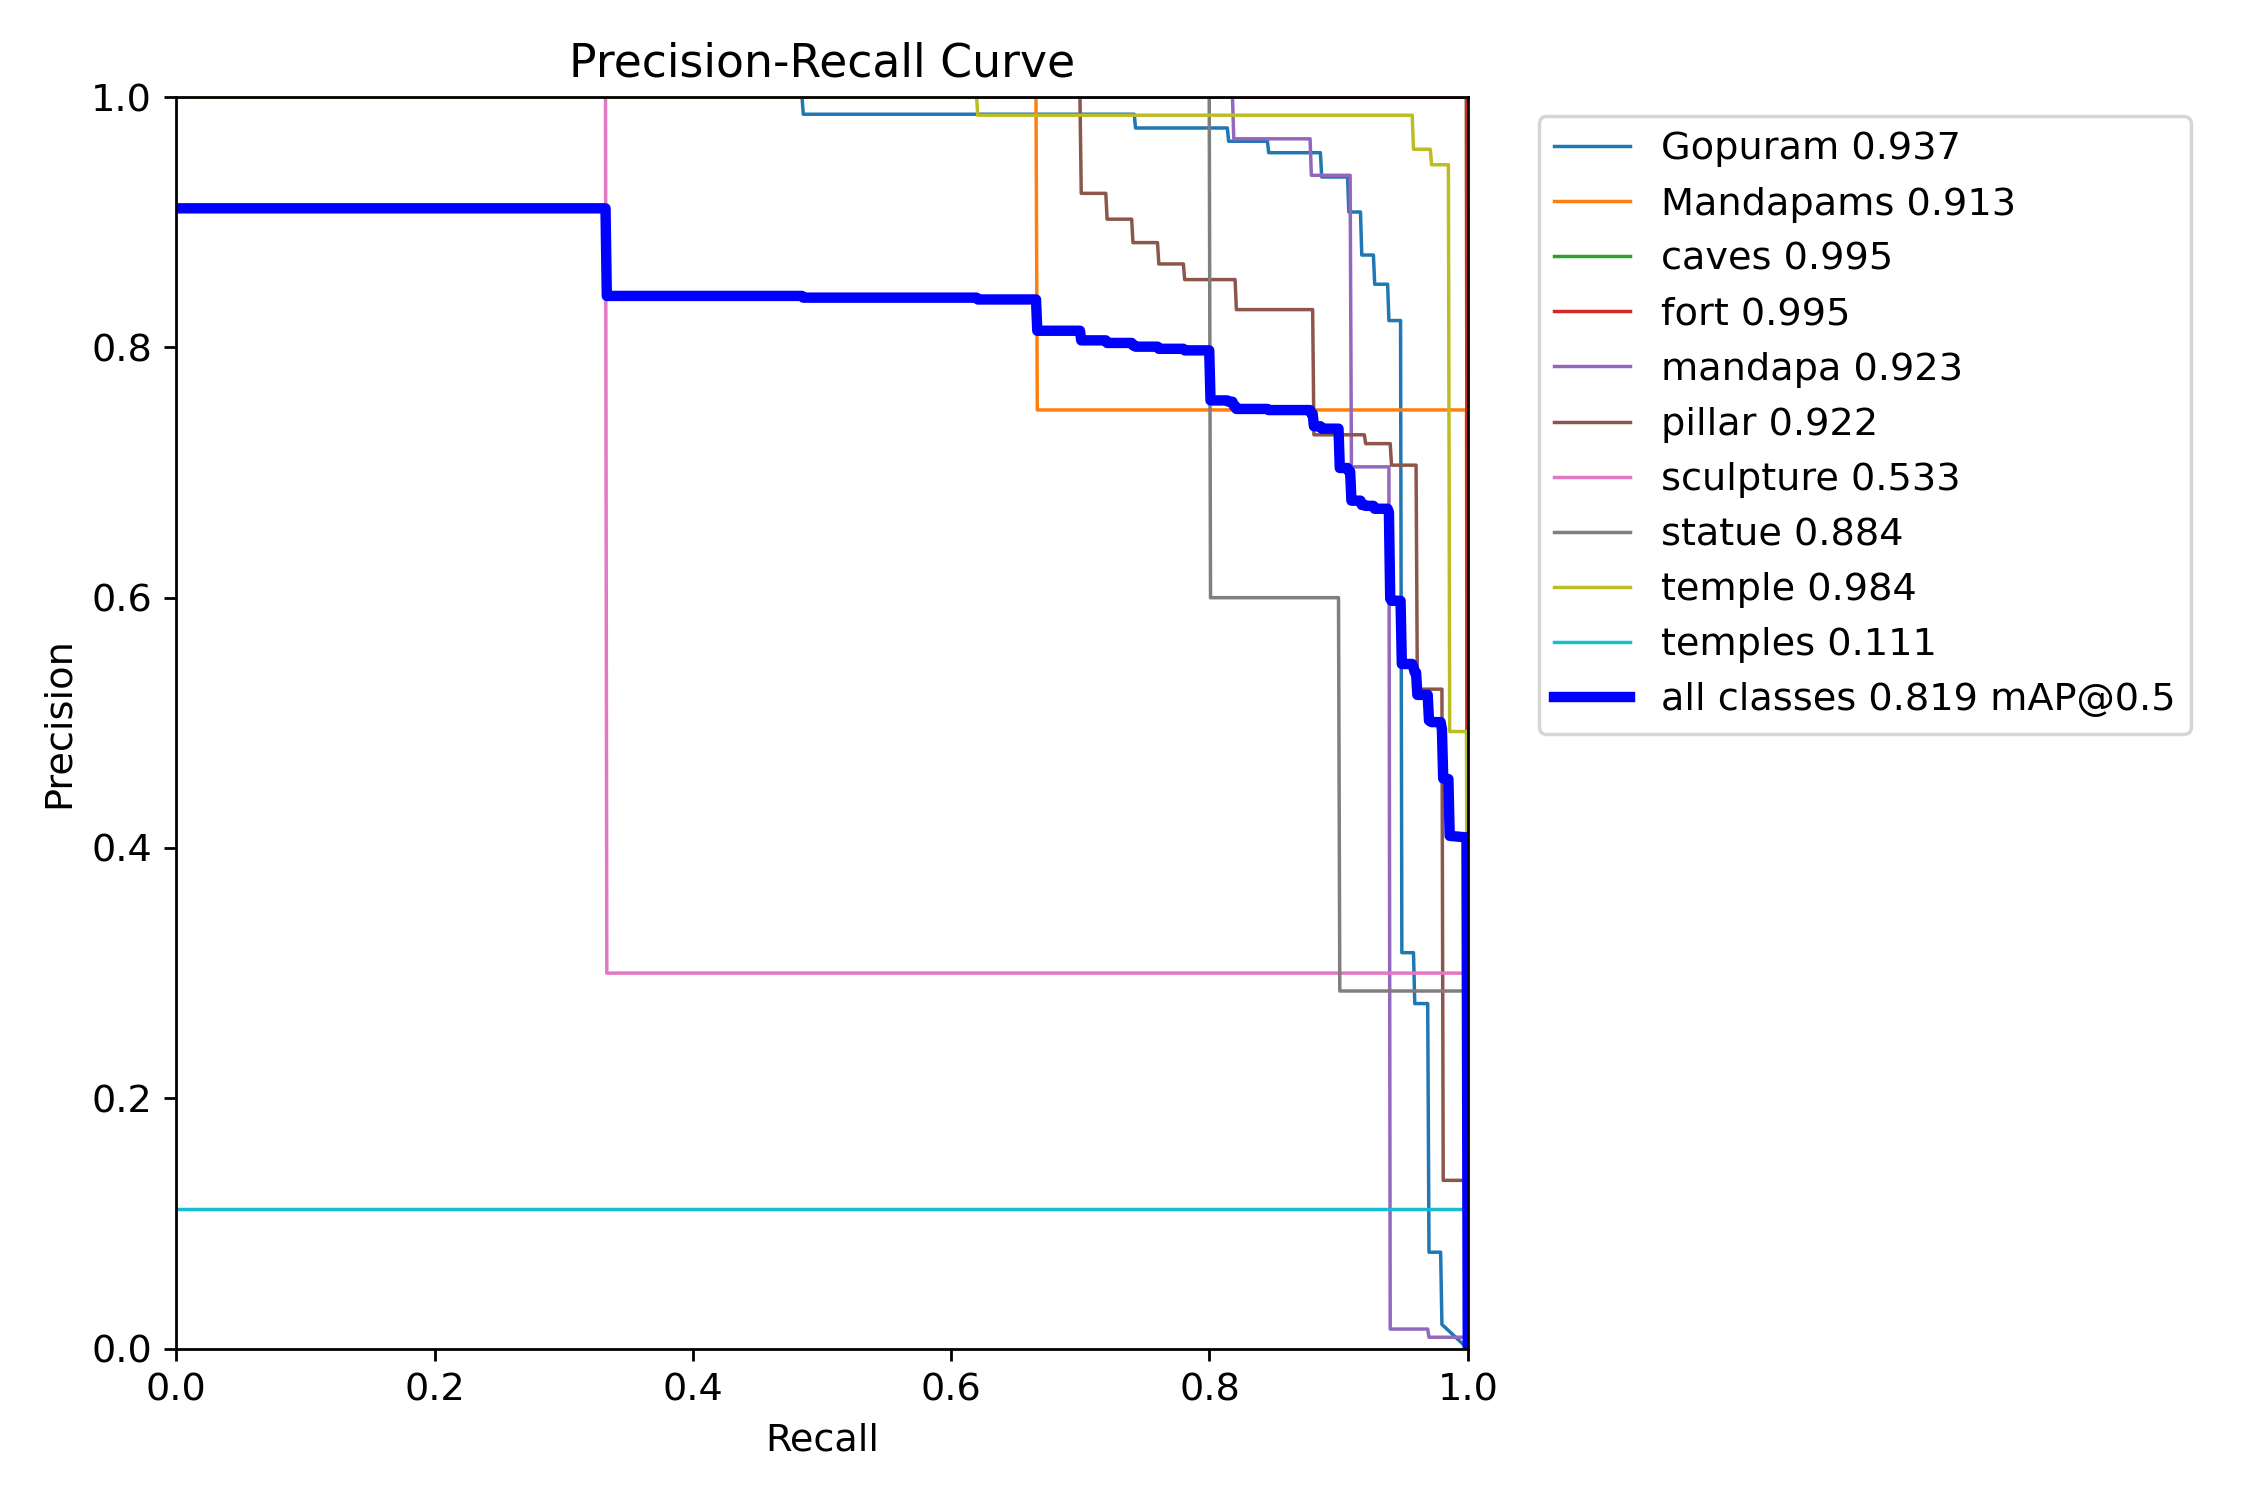 Precision-Recall Curve
1.0
0.8
0.6
0.4
0.2
0.0
Precision
0.0 0.2 0.4 0.6 0.8 1.0
Recall
Gopuram 0.937
Mandapams 0.913
caves 0.995
fort 0.995
mandapa 0.923
pillar 0.922
sculpture 0.533
statue 0.884
temple 0.984
temples 0.111
all classes 0.819 mAP@0.5